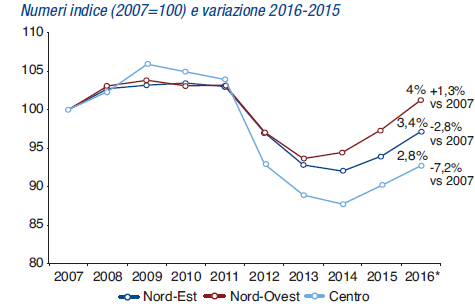 Numeri indice (2007=100) e variazione 2016-2015
110
105
100
95
90
85
80
4% +1,3%
vs 2007
3,4% -2,8%
vs 2007
2,8% -7,2%
vs 2007
2007 2008 2009 2010 2011 2012 2013 2014 2015 2016*
Nord-Est Nord-Ovest Centro